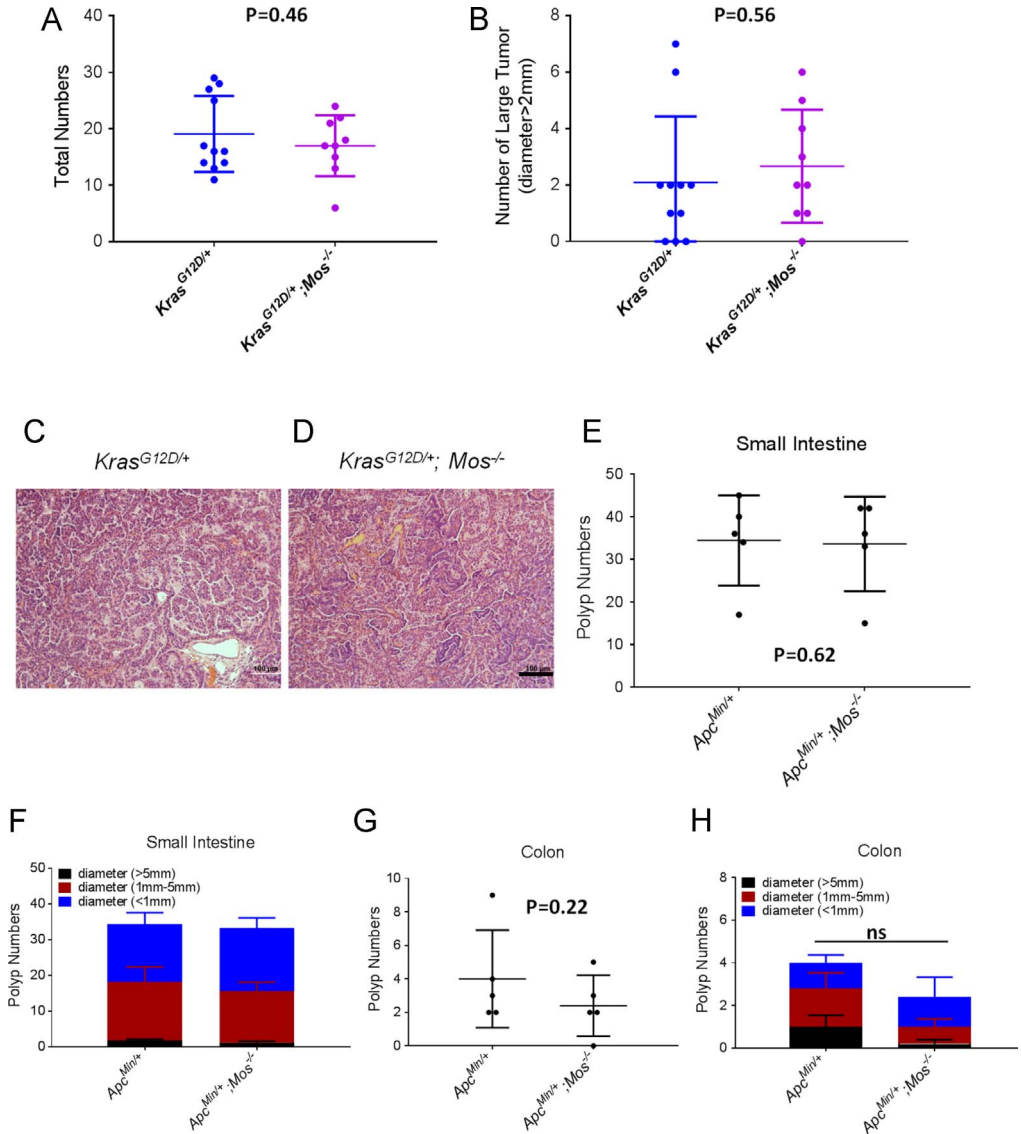 A
P=0.46
Total Numbers
40
30
20
10
0
Kras^G12D/+
Kras^G12D/+;Mos^-/-
B
P=0.56
Number of Large Tumor
(diameter>2mm)
8
6
4
2
0
Kras^G12D/+
Kras^G12D/+;Mos^-/-
C
Kras^G12D/+
100 μm
D
Kras^G12D/+; Mos^-/-
100 μm
E
Small Intestine
Polyp Numbers
50
40
30
20
10
0
P=0.62
Apc^Min/+
Apc^Min/+;Mos^-/-
F
Small Intestine
Polyp Numbers
50
40
30
20
10
0
diameter (>5mm)
diameter (1mm-5mm)
diameter (<1mm)
Apc^Min/+
Apc^Min/+;Mos^-/-
G
Colon
Polyp Numbers
10
8
6
4
2
0
P=0.22
Apc^Min/+
Apc^Min/+;Mos^-/-
H
Colon
Polyp Numbers
8
6
4
2
0
diameter (>5mm)
diameter (1mm-5mm)
diameter (<1mm)
ns
Apc^Min/+
Apc^Min/+;Mos^-/-